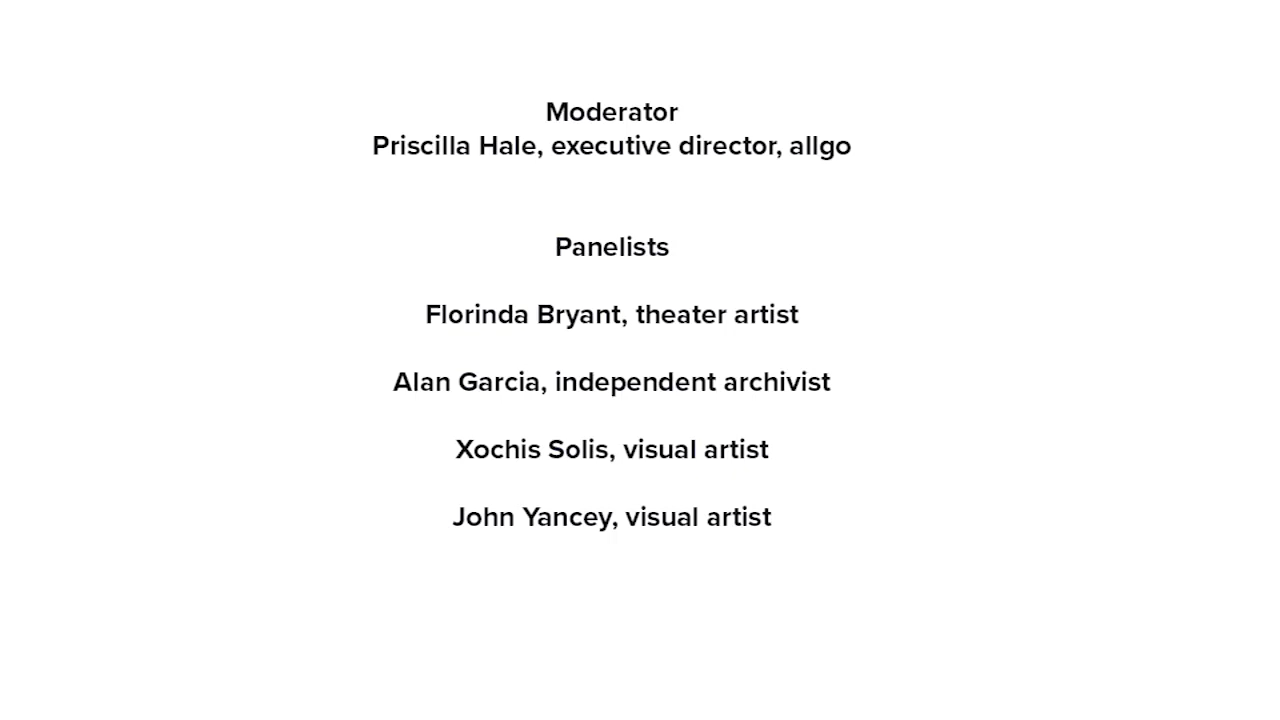 Moderator
Priscilla Hale, executive director, allgo
Panelists
Florinda Bryant, theater artist
Alan Garcia, independent archivist
Xochis Solis, visual artist
John Yancey, visual artist